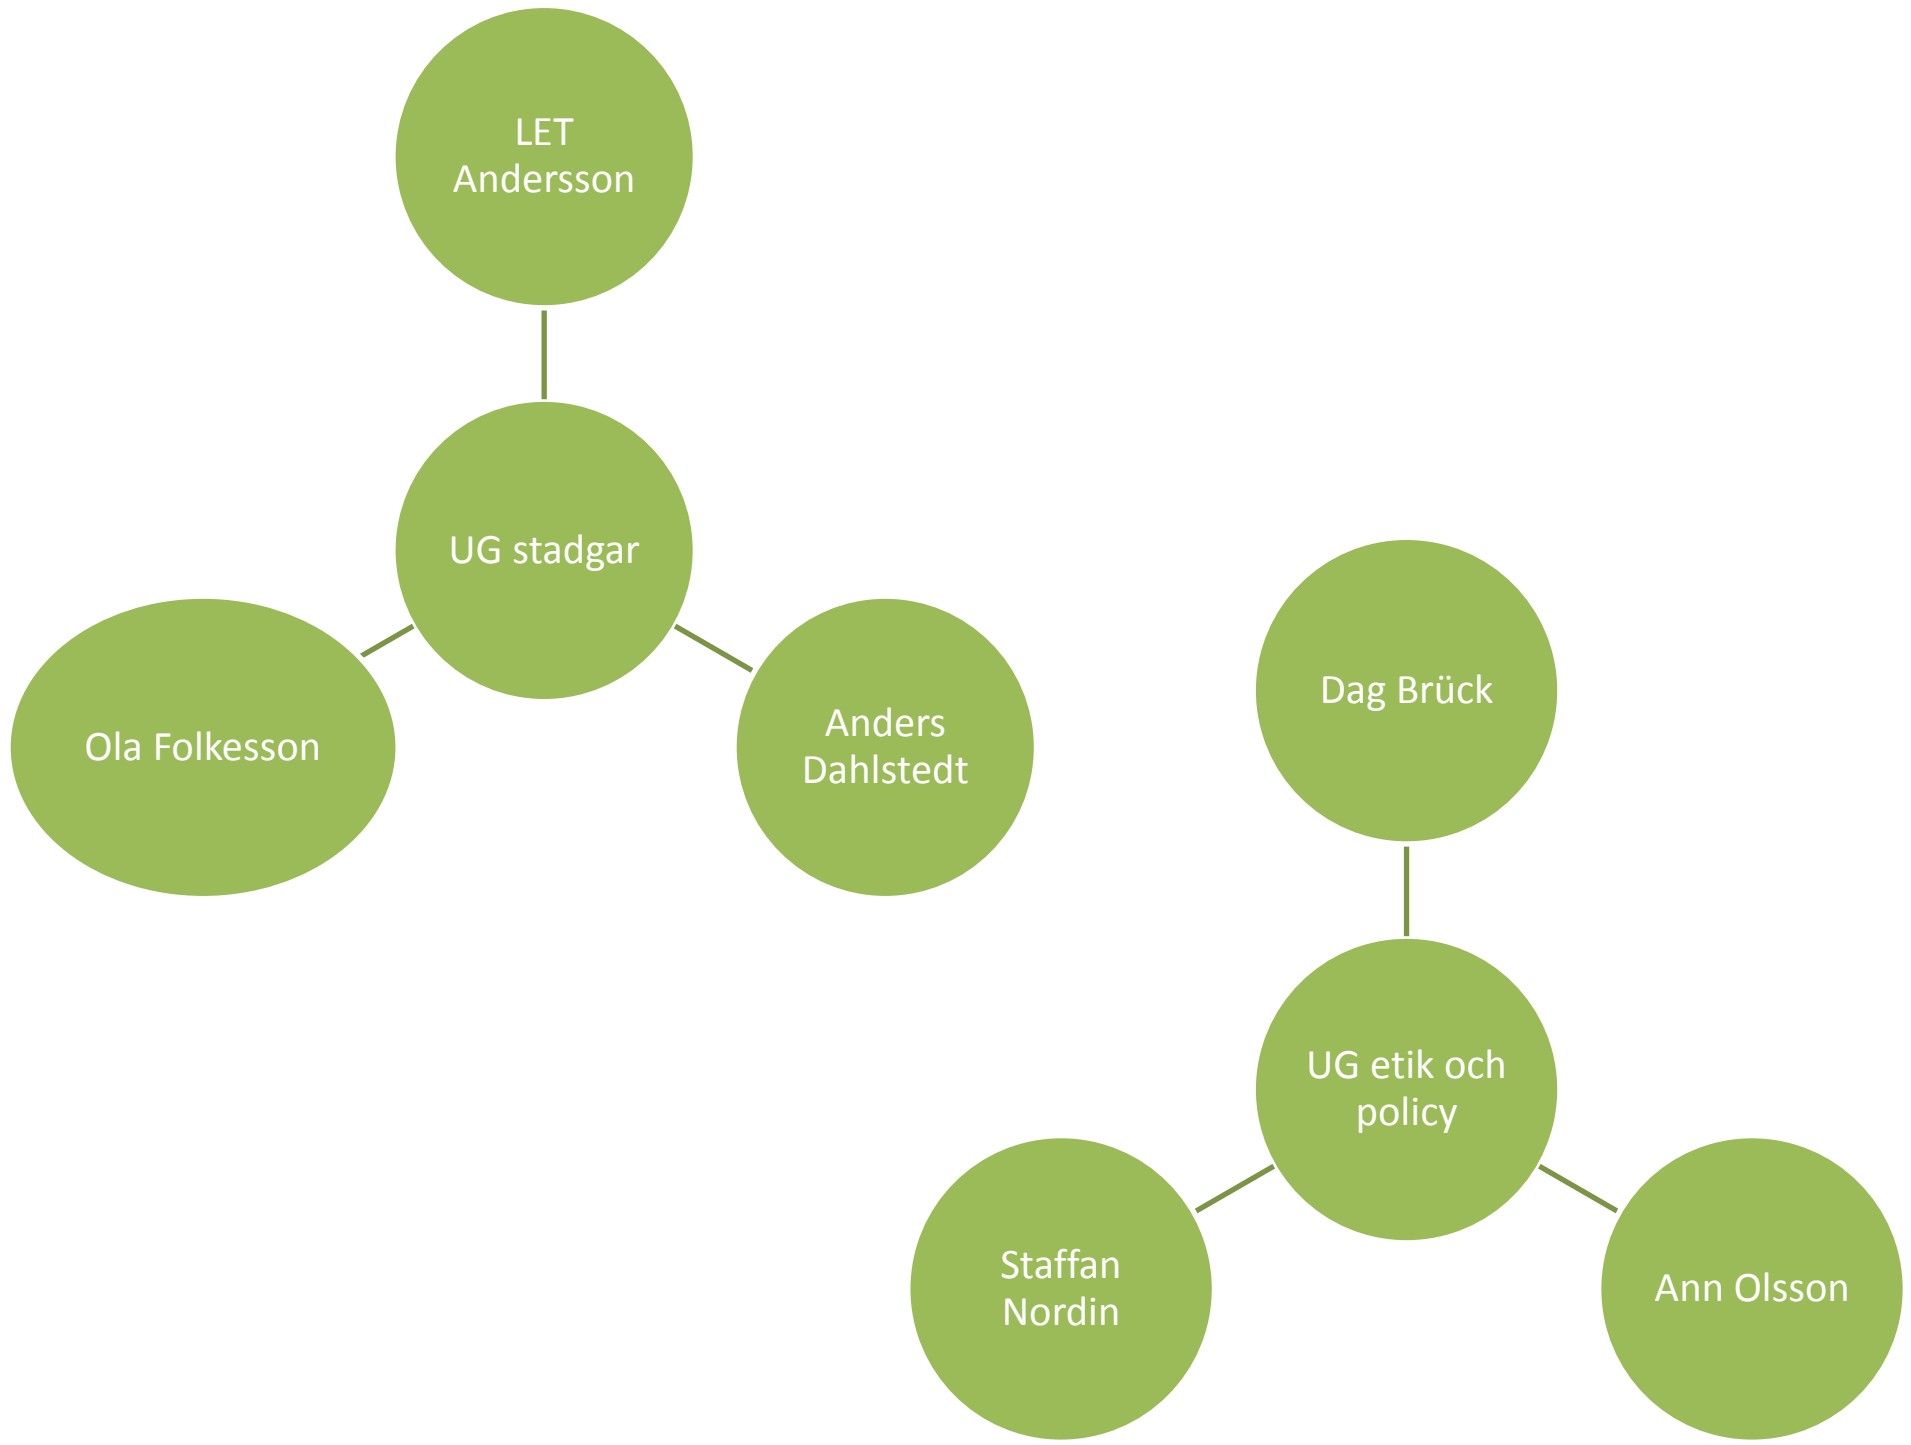 LET
Andersson
UG stadgar
Ola Folkesson
Anders
Dahlstedt
Dag Brück
UG etik och
policy
Staffan
Nordin
Ann Olsson